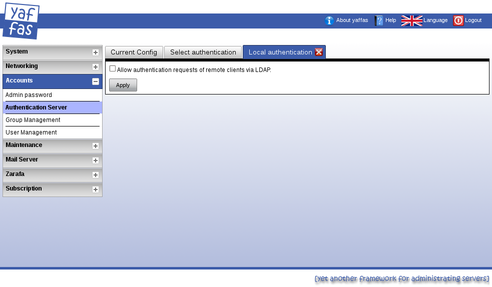 yaf
fas
About yaffas
Help
Language
Logout
System
Networking
Accounts
Admin password
Authentication Server
Group Management
User Management
Maintenance
Mail Server
Zarafa
Subscription
Current Config
Select authentication
Local authentication
Allow authentication requests of remote clients via LDAP.
Apply
[yet another framework for administrating servers]